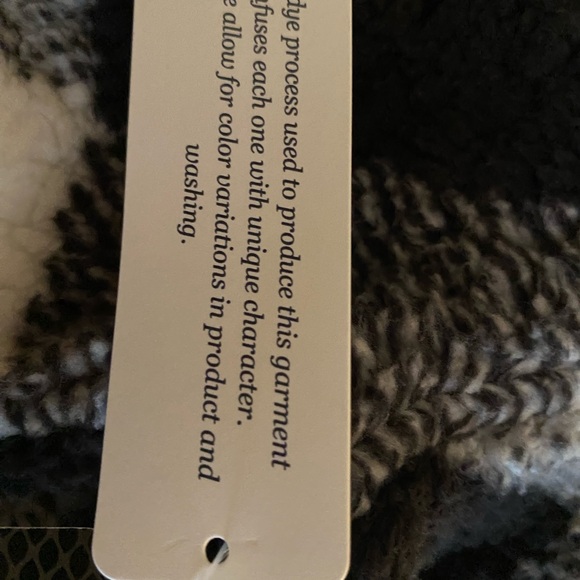 dye process used to produce this garment
each one with unique character.
allow for color variations in product and
washing.